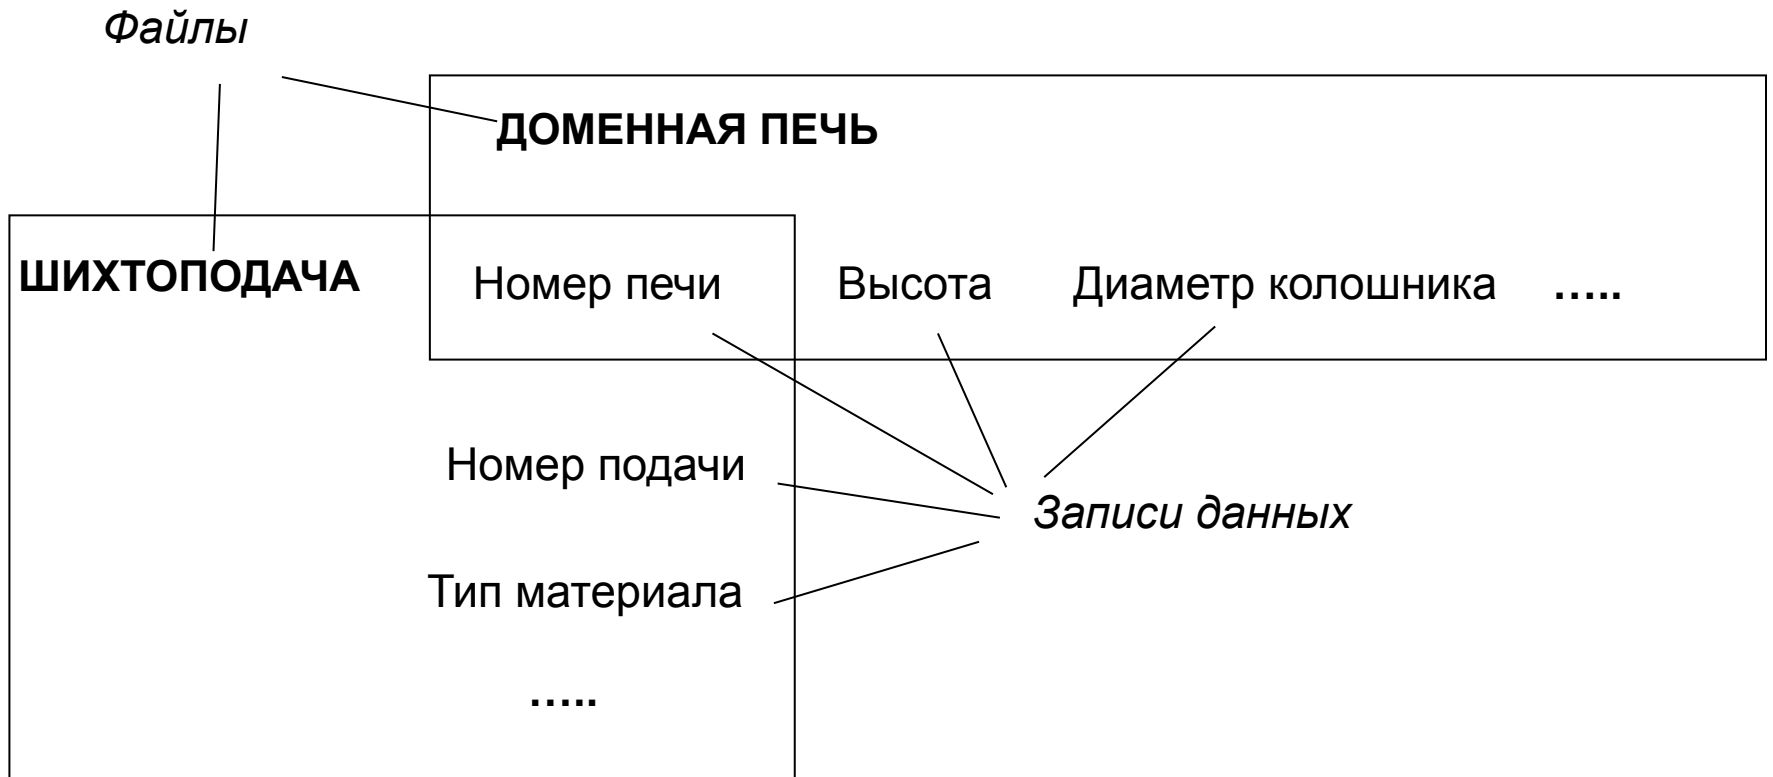 Файлы
ДОМЕННАЯ ПЕЧЬ
ШИХТОПОДАЧА
Номер печи Высота Диаметр колошника …..
Номер подачи
Записи данных
Тип материала
…..